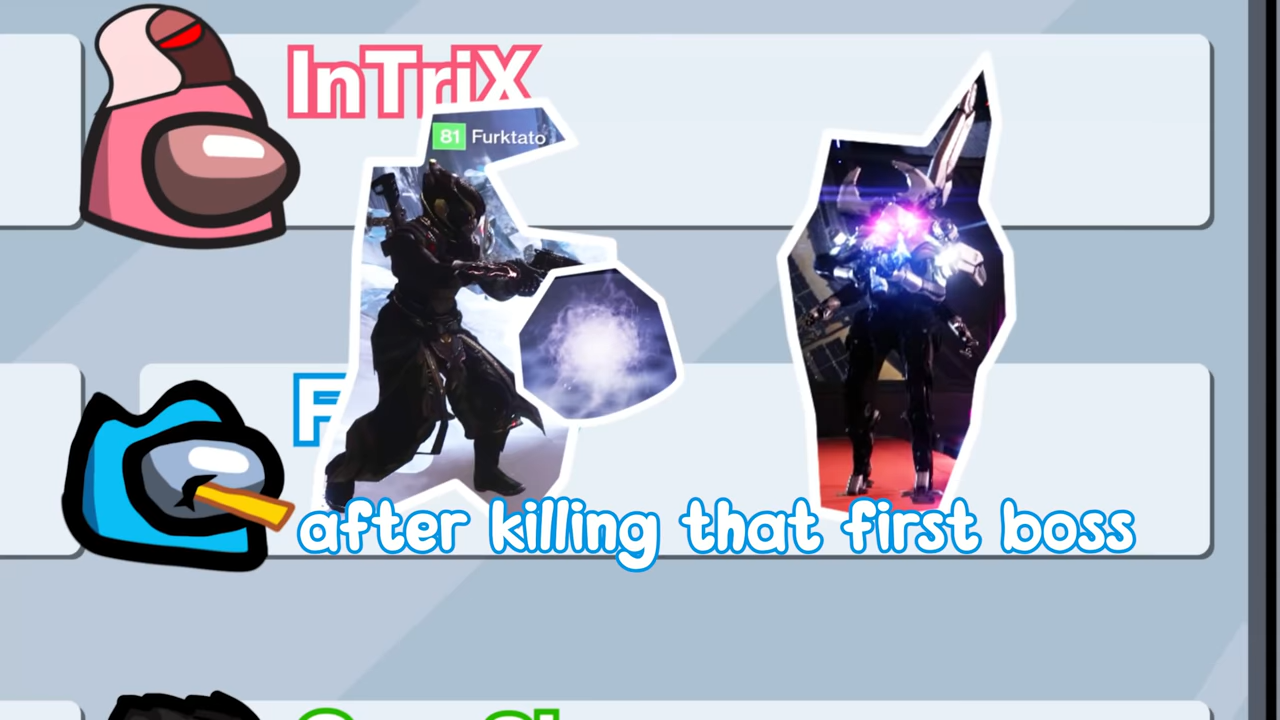 InTriX
81 Furktato
F
after killing that first boss